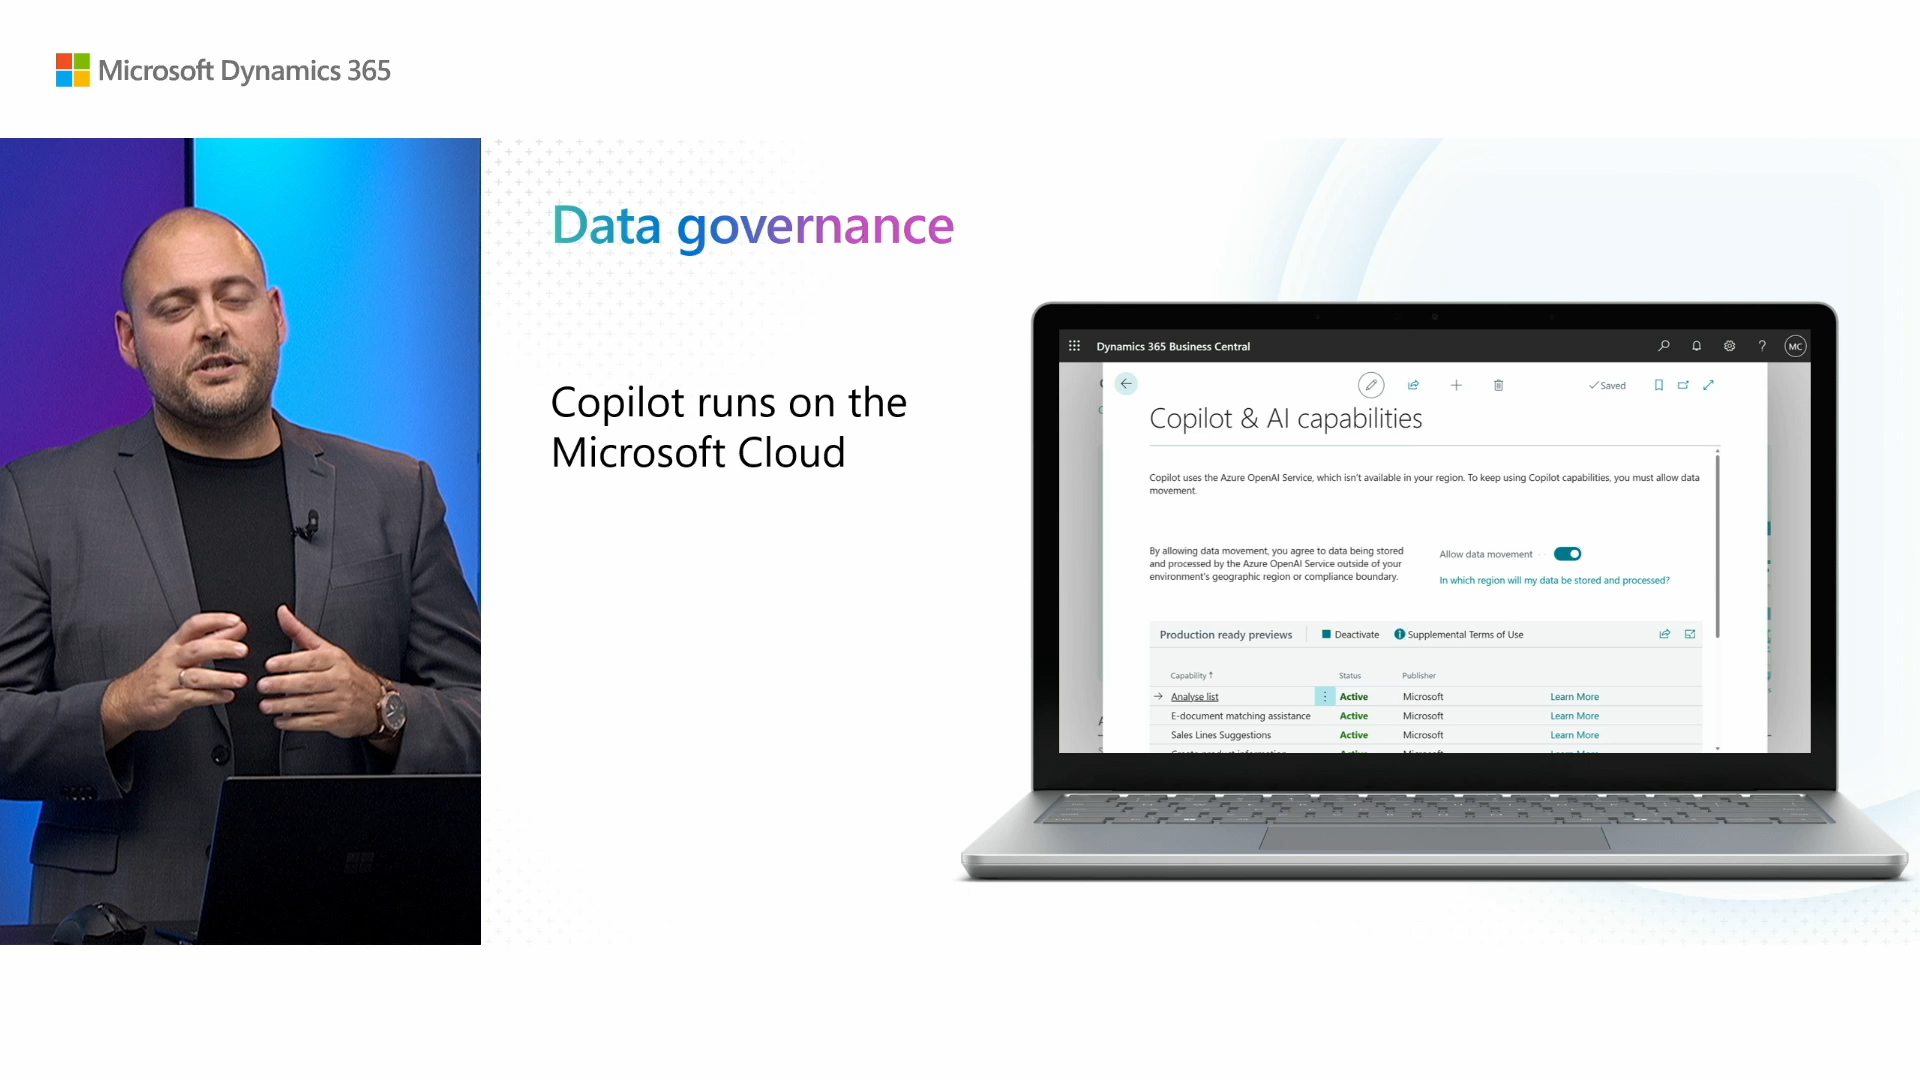 Microsoft Dynamics 365
Data governance
Copilot runs on the
Microsoft Cloud
Dynamics 365 Business Central
?
MC
Saved
Copilot & AI capabilities
Copilot uses the Azure OpenAI Service, which isn't available in your region. To keep using Copilot capabilities, you must allow data
movement.
By allowing data movement, you agree to data being stored
and processed by the Azure OpenAI Service outside of your
environment's geographic region or compliance boundary.
Allow data movement
In which region will my data be stored and processed?
Production ready previews Deactivate Supplemental Terms of Use
Capability ↑ Status Publisher
Analyse list Active Microsoft Learn More
E-document matching assistance Active Microsoft Learn More
Sales Lines Suggestions Active Microsoft Learn More